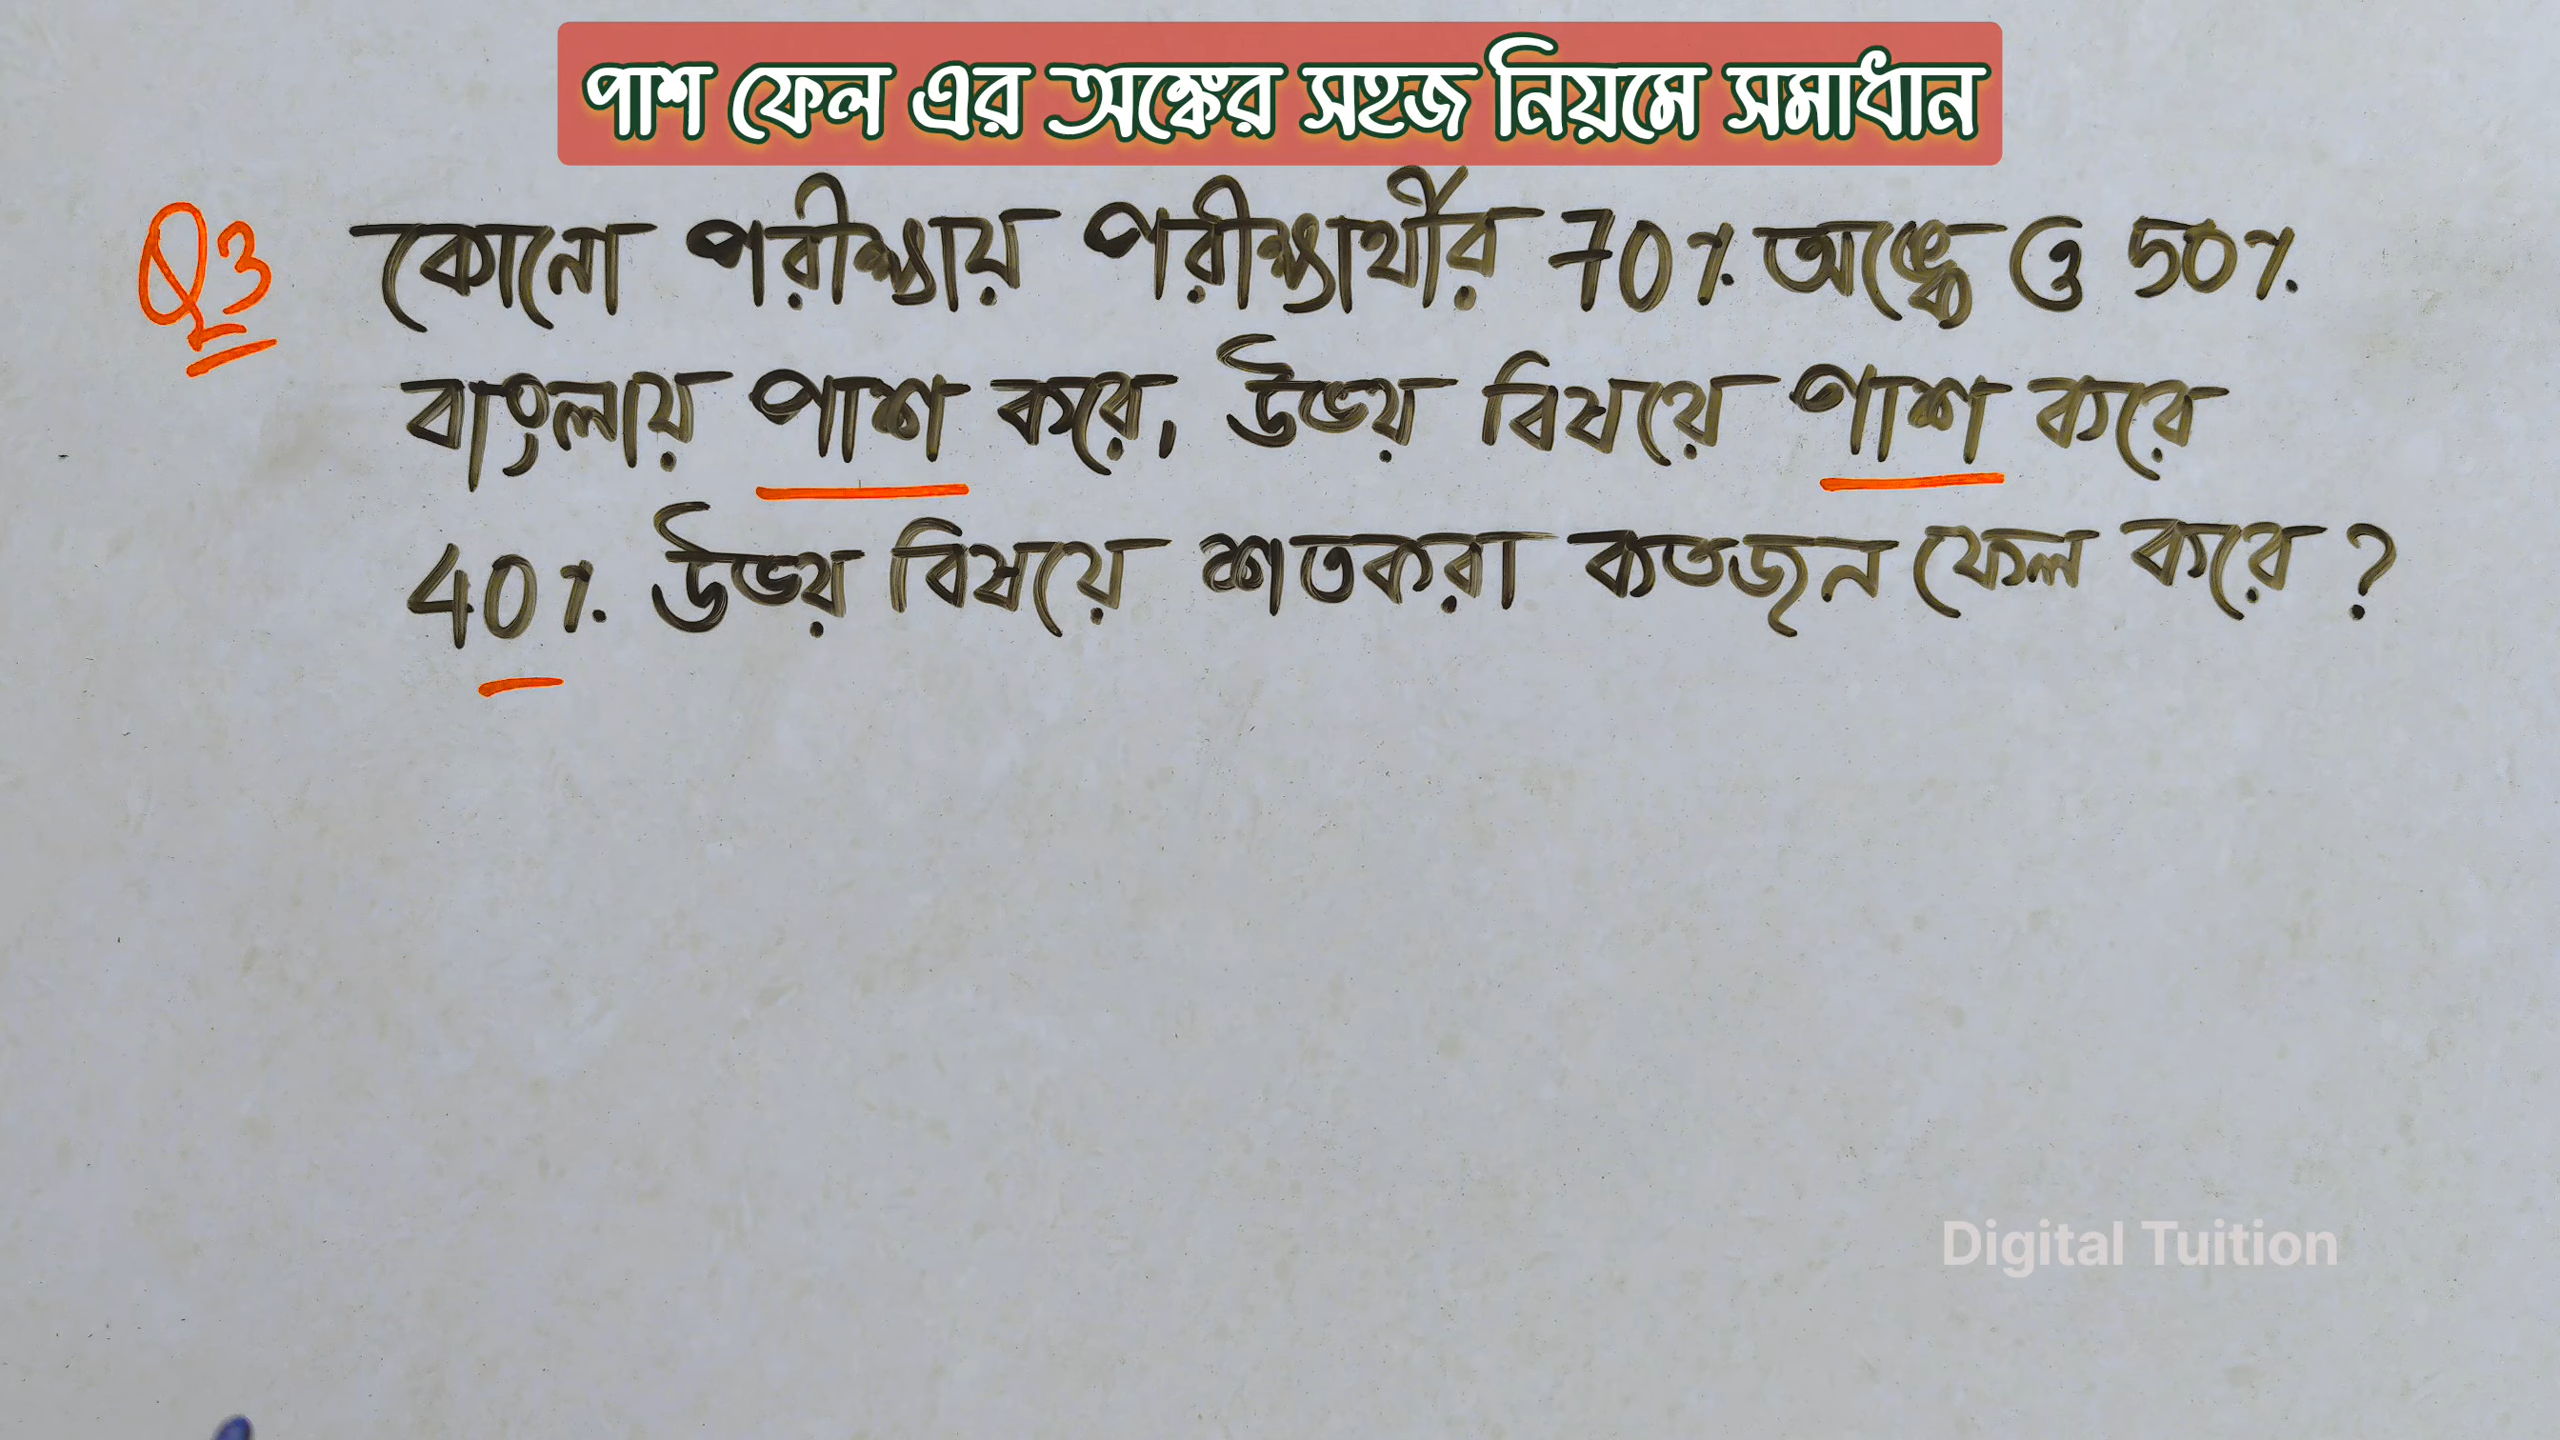 পাশ ফেল এর অঙ্কের সহজ নিয়মে সমাধান
Q3 কোনো পরীক্ষায় পরীক্ষার্থীর 70% অঙ্কে ও 50%
বাংলায় পাশ করে, উভয় বিষয়ে পাশ করে
40% উভয় বিষয়ে শতকরা কতজন ফেল করে?
Digital Tuition